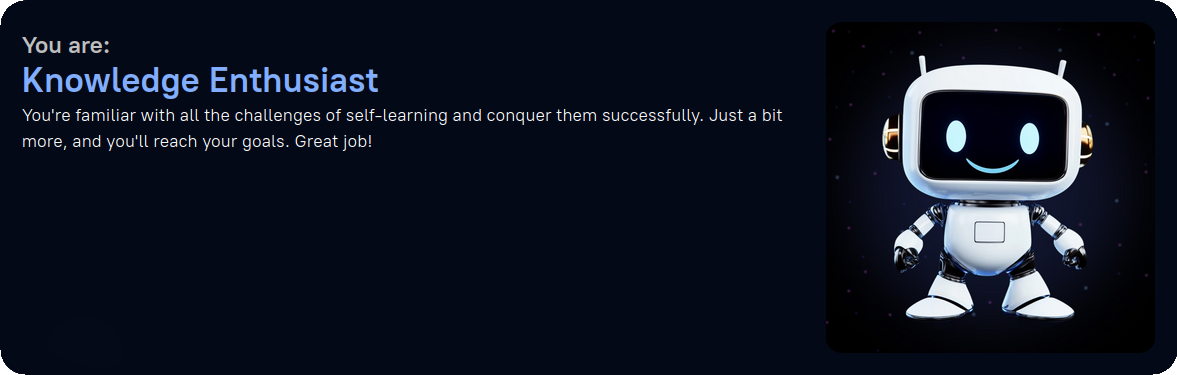 You are:
Knowledge Enthusiast
You're familiar with all the challenges of self-learning and conquer them successfully. Just a bit
more, and you'll reach your goals. Great job!